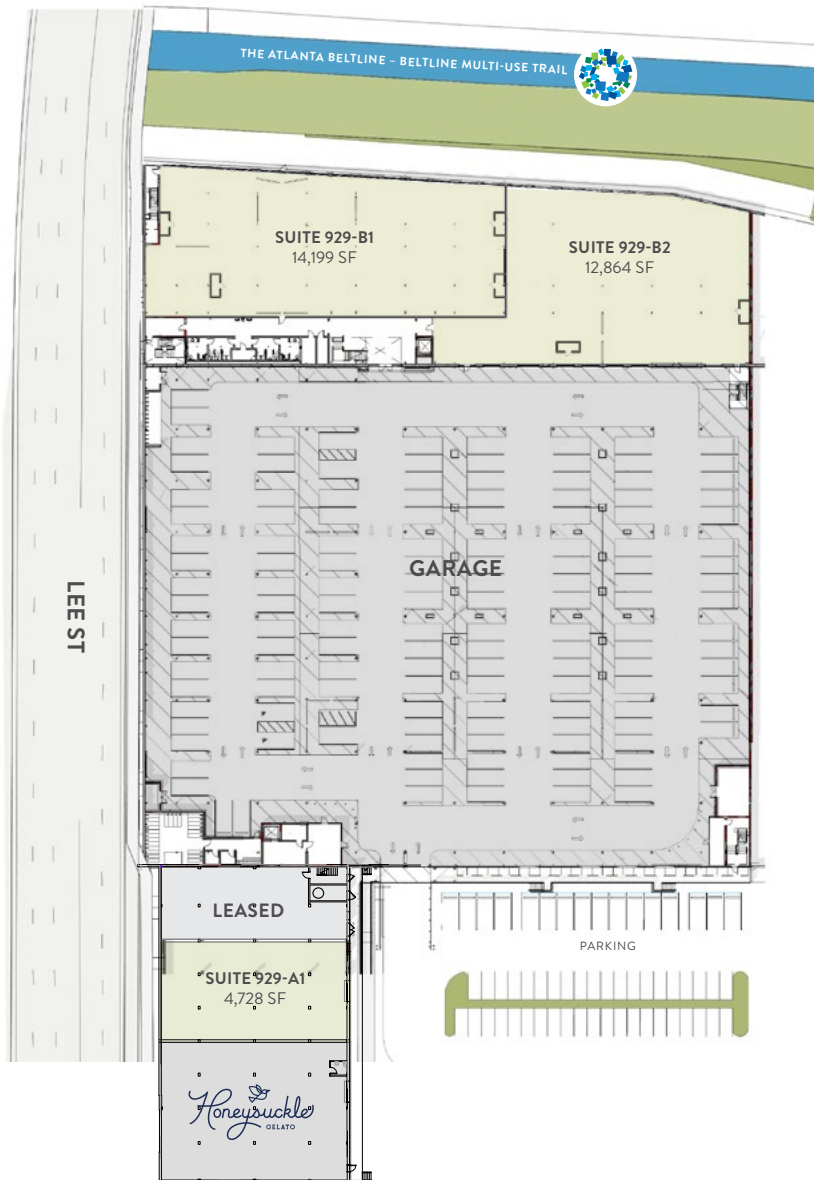 THE ATLANTA BELTLINE – BELTLINE MULTI-USE TRAIL
SUITE 929-B1
14,199 SF
SUITE 929-B2
12,864 SF
GARAGE
LEE ST
LEASED
PARKING
SUITE 929-A1
4,728 SF
Honeysuckle
GELATO